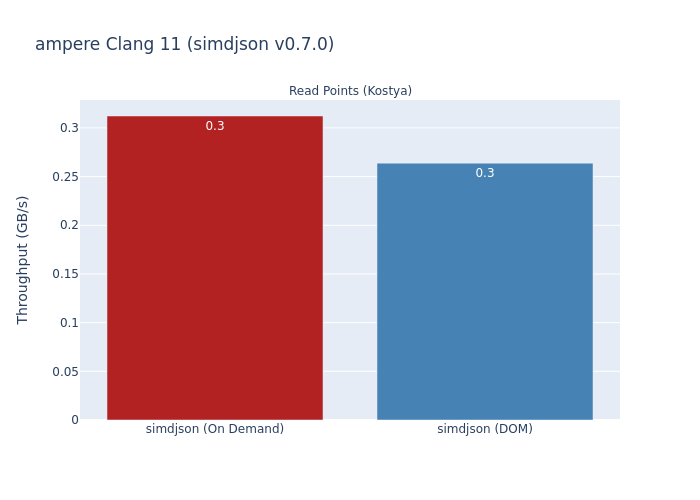 ampere Clang 11 (simdjson v0.7.0)
Read Points (Kostya)
Throughput (GB/s)
0.3
0.25
0.2
0.15
0.1
0.05
0
0.3
0.3
simdjson (On Demand)
simdjson (DOM)